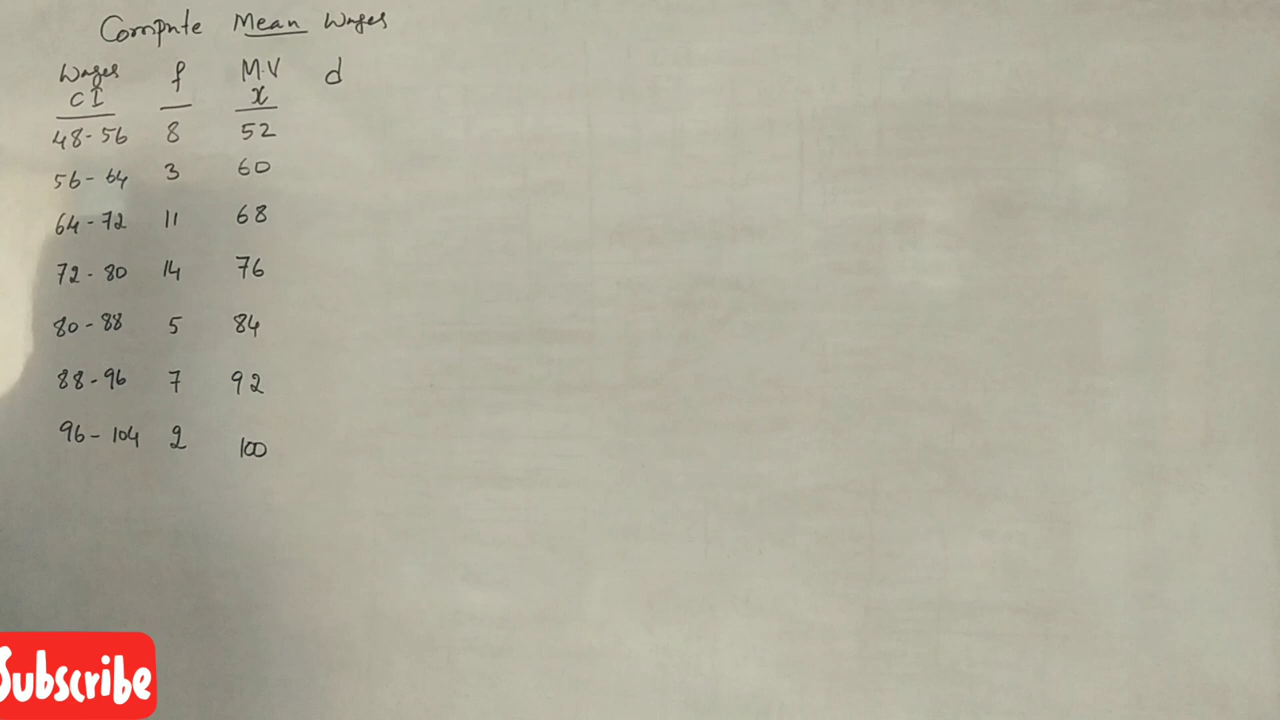 Compute Mean Wages
Wages f M.V d
CI x
48-56 8 52
56-64 3 60
64-72 11 68
72-80 14 76
80-88 5 84
88-96 7 92
96-104 2 100
Subscribe